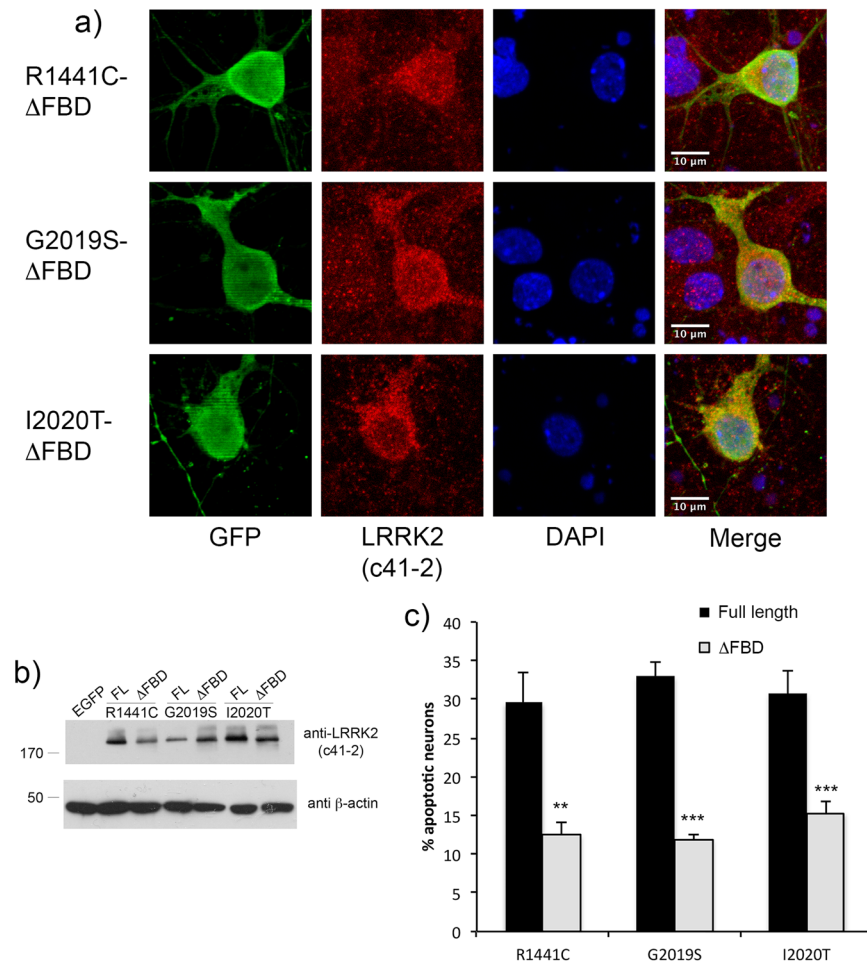 a)
R1441C-
ΔFBD
10 μm
G2019S-
ΔFBD
10 μm
I2020T-
ΔFBD
10 μm
GFP LRRK2 DAPI Merge
(c41-2)
b)
EGFP FL ΔFBD FL ΔFBD FL ΔFBD
R1441C G2019S I2020T
170
anti-LRRK2
(c41-2)
50
anti β-actin
c)
Full length
ΔFBD
% apoptotic neurons
40
35
30
25
20
15
10
5
0
** *** ***
R1441C G2019S I2020T